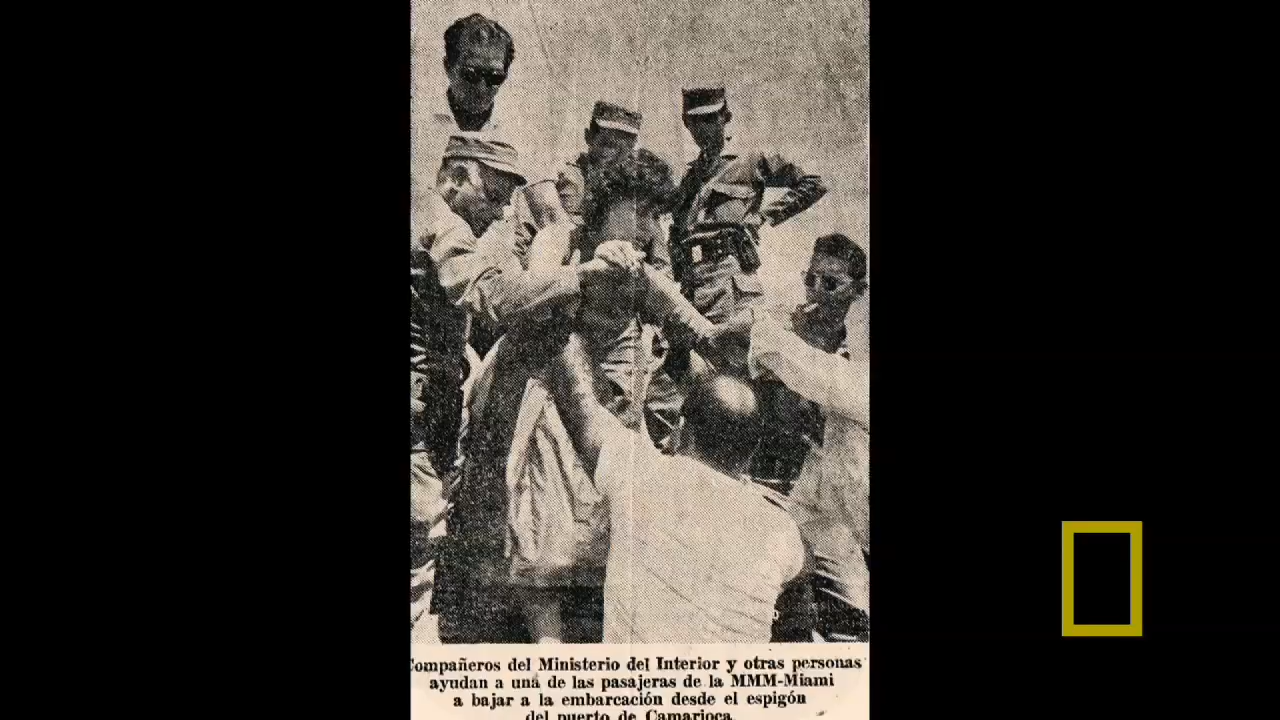 ompañeros del Ministerio del Interior y otras personas
ayudan a una de las pasajeras de la MMM-Miami
a bajar a la embarcación desde el espigón
del puerto de Camarioca